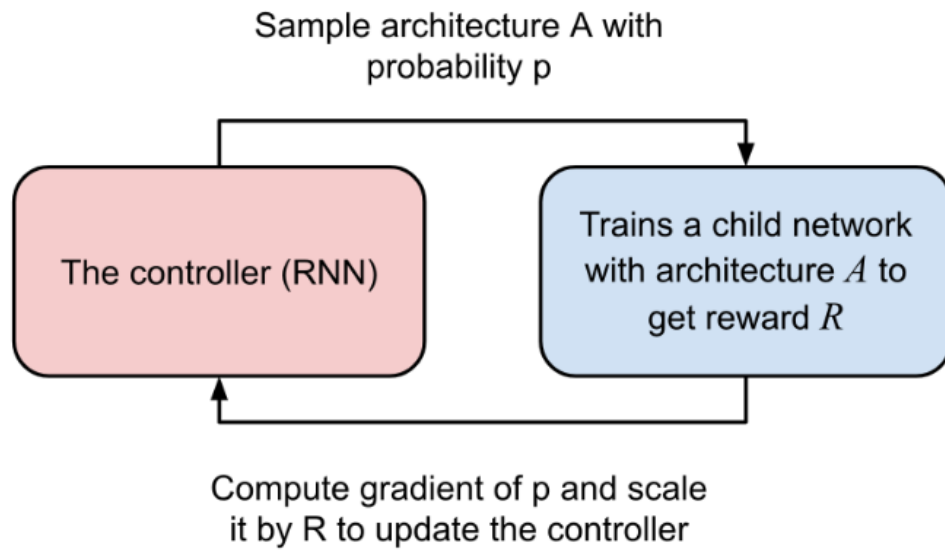 Sample architecture A with
probability p
The controller (RNN)
Trains a child network
with architecture A to
get reward R
Compute gradient of p and scale
it by R to update the controller